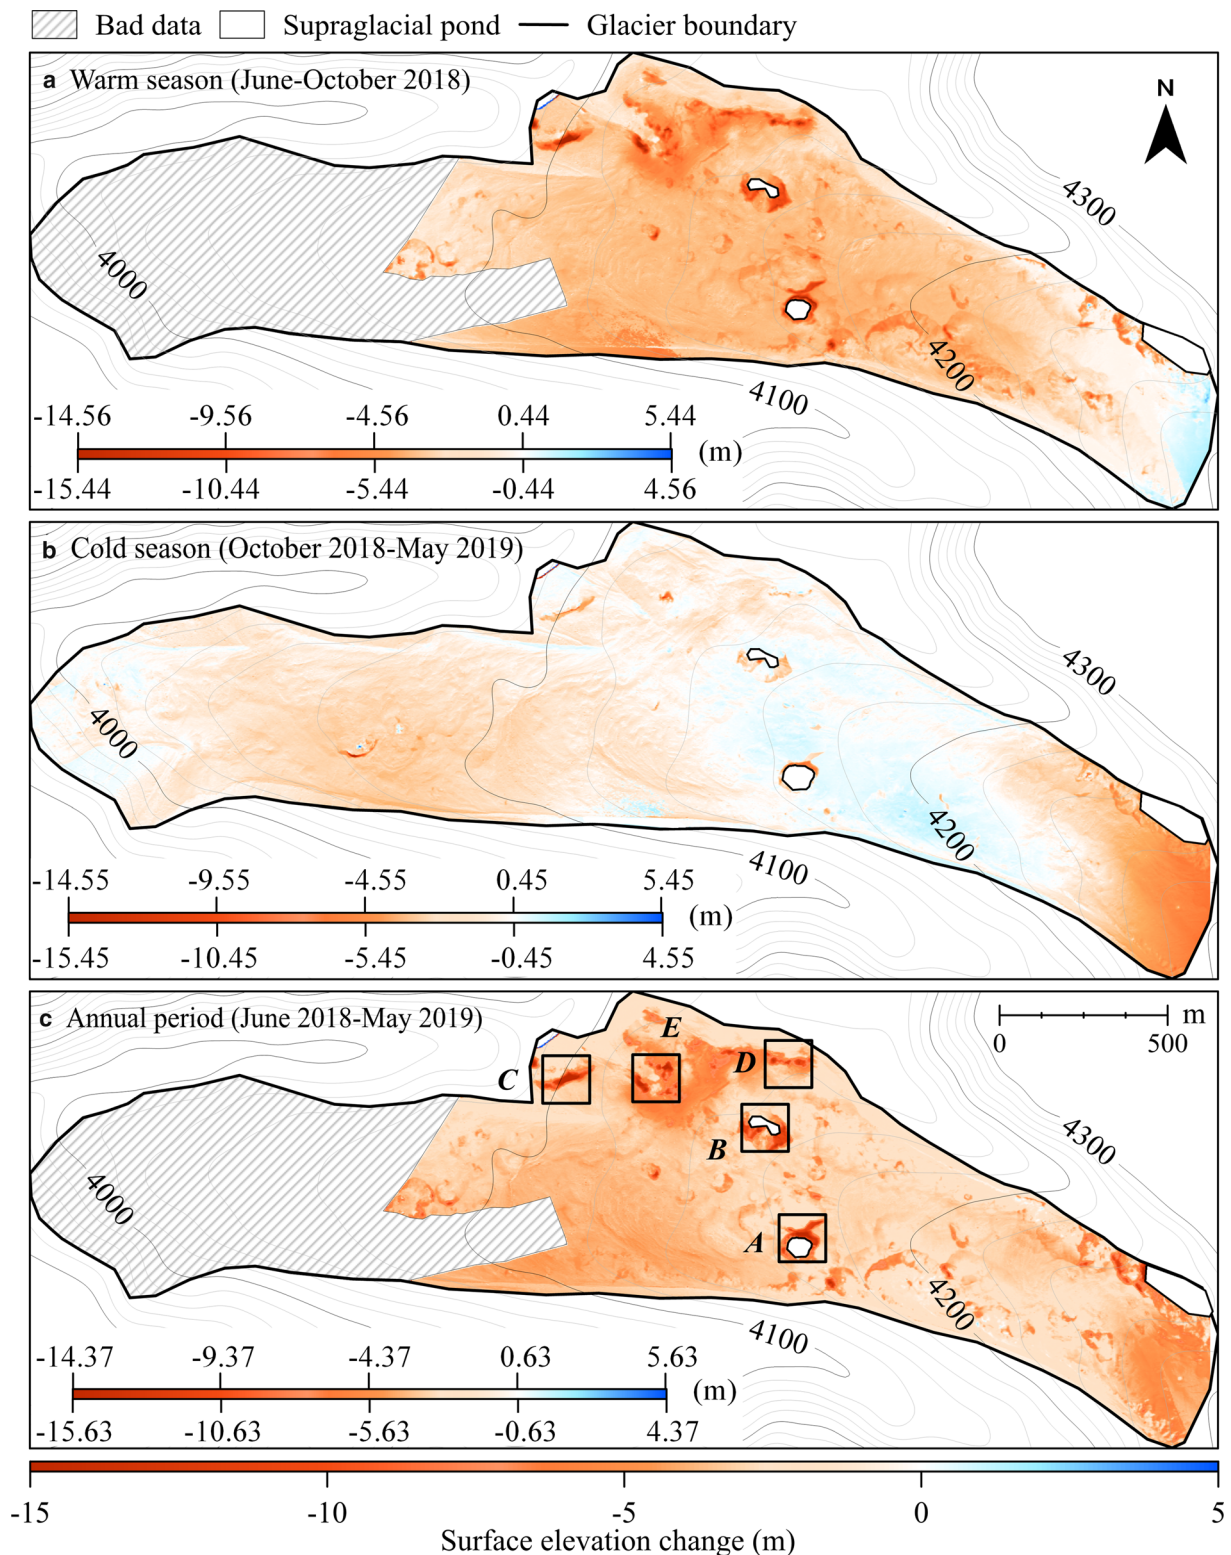 Bad data Supraglacial pond Glacier boundary
a Warm season (June-October 2018)
N
4300
4000
4200
4100
-14.56 -9.56 -4.56 0.44 5.44
(m)
-15.44 -10.44 -5.44 -0.44 4.56
b Cold season (October 2018-May 2019)
4300
4000
4200
4100
-14.55 -9.55 -4.55 0.45 5.45
(m)
-15.45 -10.45 -5.45 -0.45 4.55
c Annual period (June 2018-May 2019)
m
0 500
E
D
C
B
4300
4000
A
4200
4100
-14.37 -9.37 -4.37 0.63 5.63
(m)
-15.63 -10.63 -5.63 -0.63 4.37
-15 -10 -5 0 5
Surface elevation change (m)